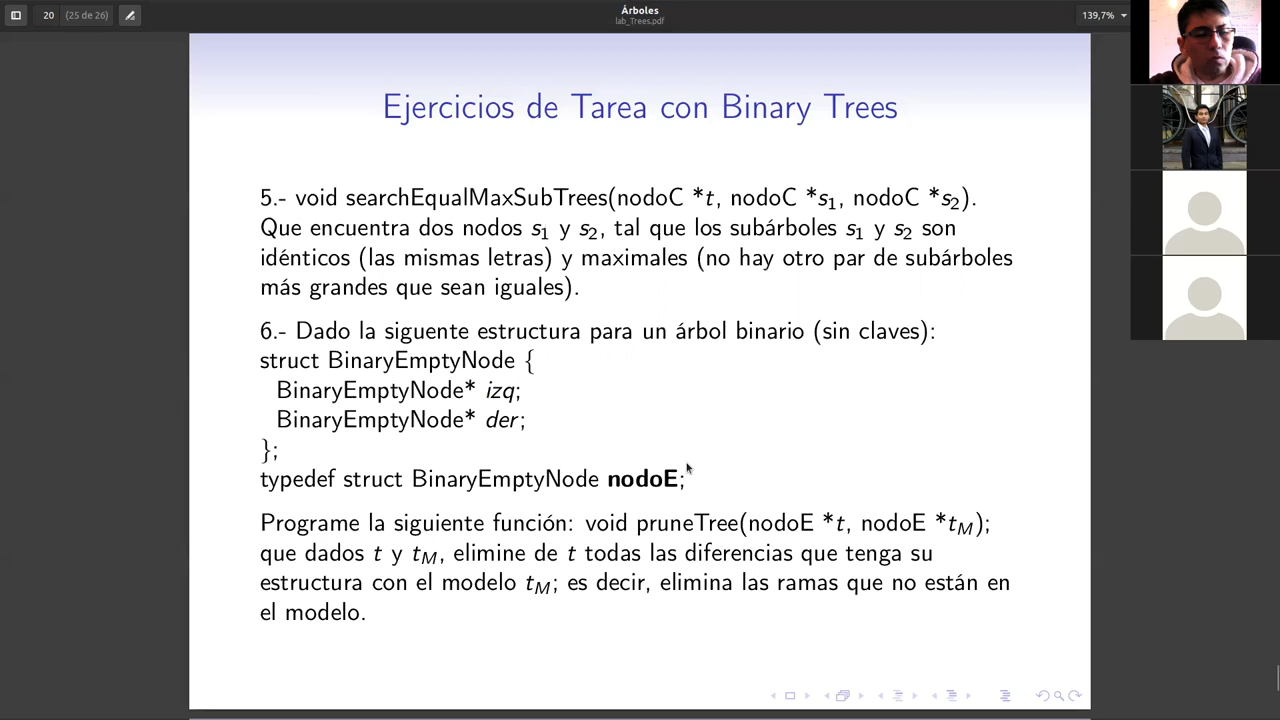 20 (25 de 26)
Árboles
lab_Trees.pdf
139,7%
Ejercicios de Tarea con Binary Trees
5.- void searchEqualMaxSubTrees(nodoC *t, nodoC *s1, nodoC *s2).
Que encuentra dos nodos s1 y s2, tal que los subárboles s1 y s2 son
idénticos (las mismas letras) y maximales (no hay otro par de subárboles
más grandes que sean iguales).
6.- Dado la siguente estructura para un árbol binario (sin claves):
struct BinaryEmptyNode {
BinaryEmptyNode* izq;
BinaryEmptyNode* der;
};
typedef struct BinaryEmptyNode nodoE;
Programe la siguiente función: void pruneTree(nodoE *t, nodoE *tM);
que dados t y tM, elimine de t todas las diferencias que tenga su
estructura con el modelo tM; es decir, elimina las ramas que no están en
el modelo.